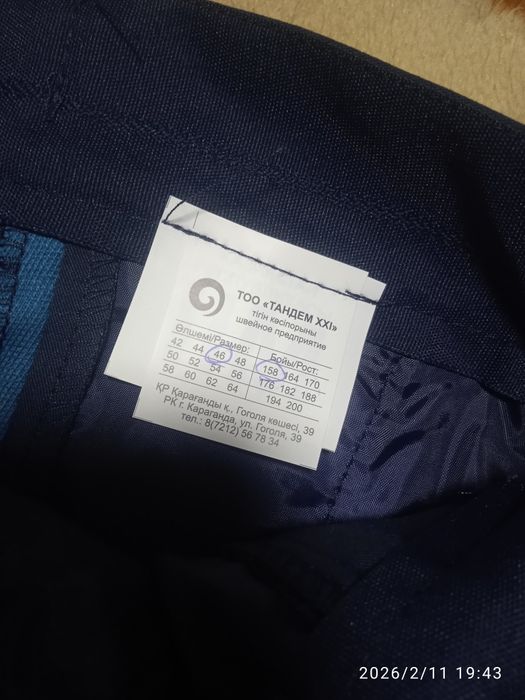 ТОО «ТАНДЕМ XXI»
тігін кәсіпорыны
швейное предприятие
Өлшемі/Размер: Бойы/Рост:
42 44 46 48 158 164 170
50 52 54 56 176 182 188
58 60 62 64 194 200
ҚР Қарағанды қ., Гоголя көшесі, 39
РК г. Караганда, ул. Гоголя, 39
тел.: 8(7212) 56 78 34
2026/2/11 19:43